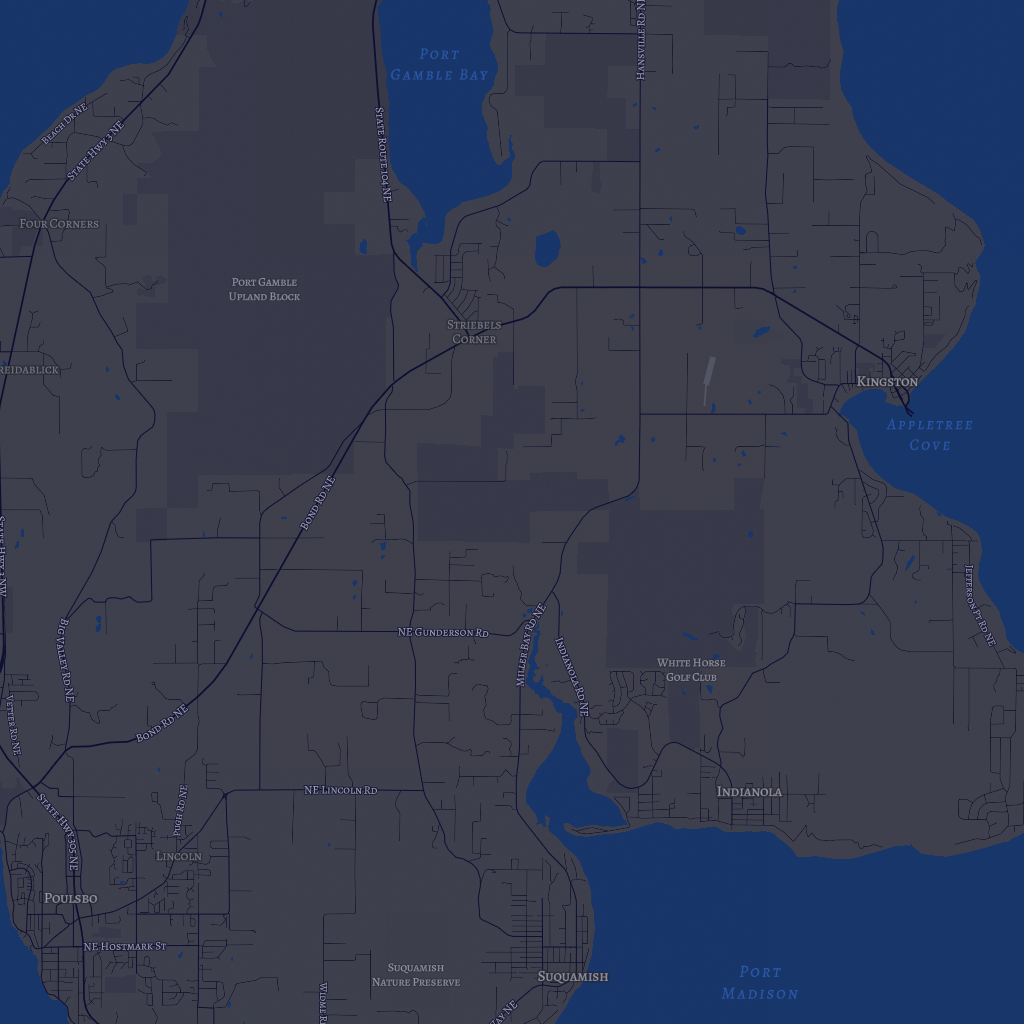 HANSVILLE RD NE
PORT
GAMBLE BAY
BEACH DR NE
STATE HWY 3 NE
STATE ROUTE 104 NE
FOUR CORNERS
PORT GAMBLE
UPLAND BLOCK
STRIEBELS
CORNER
REIDABLICK
KINGSTON
APPLETREE
COVE
BOND RD NE
STATE HWY 3 NW
JEFFERSON PT RD NE
NE GUNDERSON RD
MILLER BAY RD NE
INDIANOLA RD NE
BIG VALLEY RD NE
WHITE HORSE
GOLF CLUB
VETTER RD NE
BOND RD NE
NE LINCOLN RD
INDIANOLA
PUGH RD NE
STATE HWY 305 NE
LINCOLN
POULSBO
NE HOSTMARK ST
SUQUAMISH
NATURE PRESERVE
SUQUAMISH
PORT
MADISON
WIDME R
WAY NE